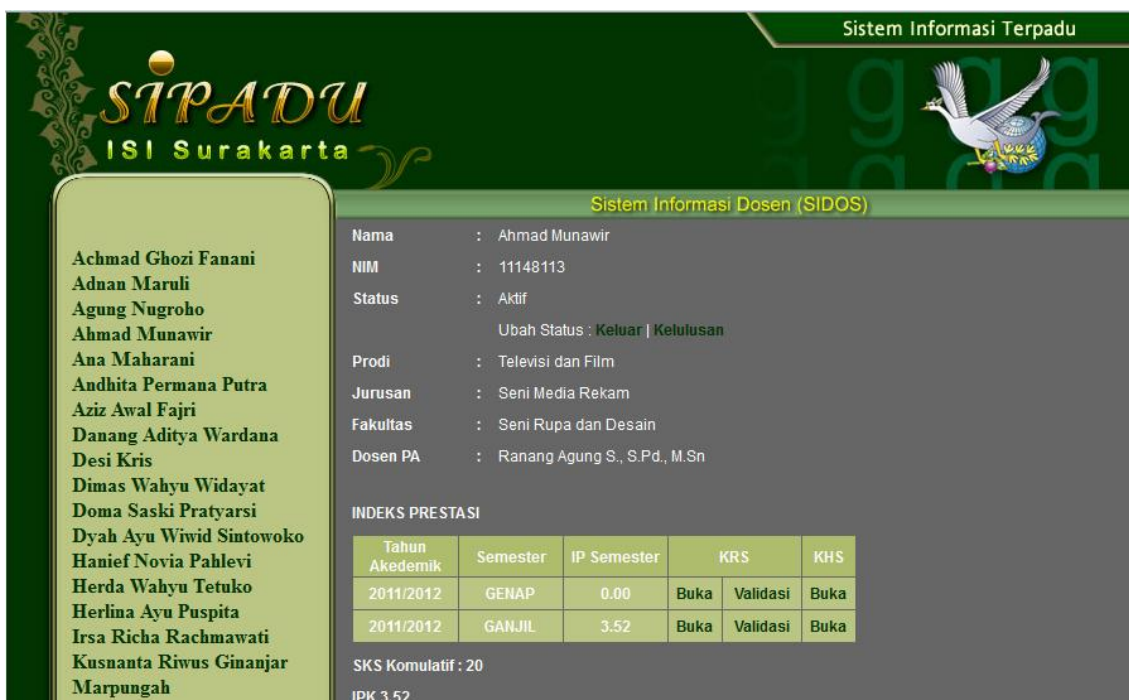 Sistem Informasi Terpadu
SIPADU
ISI Surakarta
Sistem Informasi Dosen (SIDOS)
Achmad Ghozi Fanani
Adnan Maruli
Agung Nugroho
Ahmad Munawir
Ana Maharani
Andhita Permana Putra
Aziz Awal Fajri
Danang Aditya Wardana
Desi Kris
Dimas Wahyu Widayat
Doma Saski Pratyarsi
Dyah Ayu Wiwid Sintowoko
Hanief Novia Pahlevi
Herda Wahyu Tetuko
Herlina Ayu Puspita
Irsa Richa Rachmawati
Kusnanta Riwus Ginanjar
Marpungah
Nama : Ahmad Munawir
NIM : 11148113
Status : Aktif
Ubah Status : Keluar | Kelulusan
Prodi : Televisi dan Film
Jurusan : Seni Media Rekam
Fakultas : Seni Rupa dan Desain
Dosen PA : Ranang Agung S., S.Pd., M.Sn
INDEKS PRESTASI
Tahun Akedemik Semester IP Semester KRS KHS
2011/2012 GENAP 0.00 Buka Validasi Buka
2011/2012 GANJIL 3.52 Buka Validasi Buka
SKS Komulatif : 20
IPK 3.52